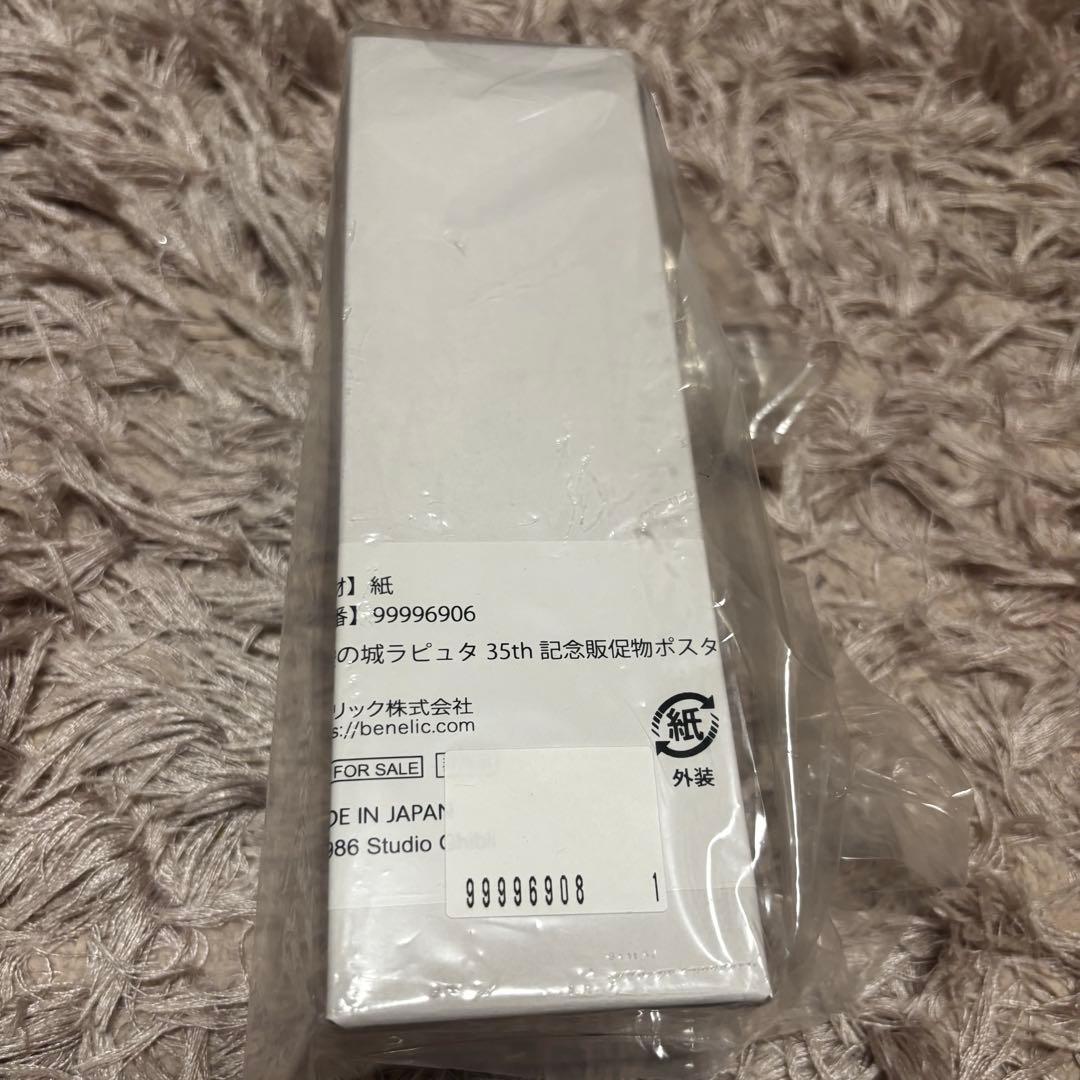 材】紙
番】99996906
の城ラピュタ 35th 記念販促物ポスタ
リック株式会社
s://benelic.com
FOR SALE
DE IN JAPAN
986 Studio Ghibli
99996908 1
紙
外装